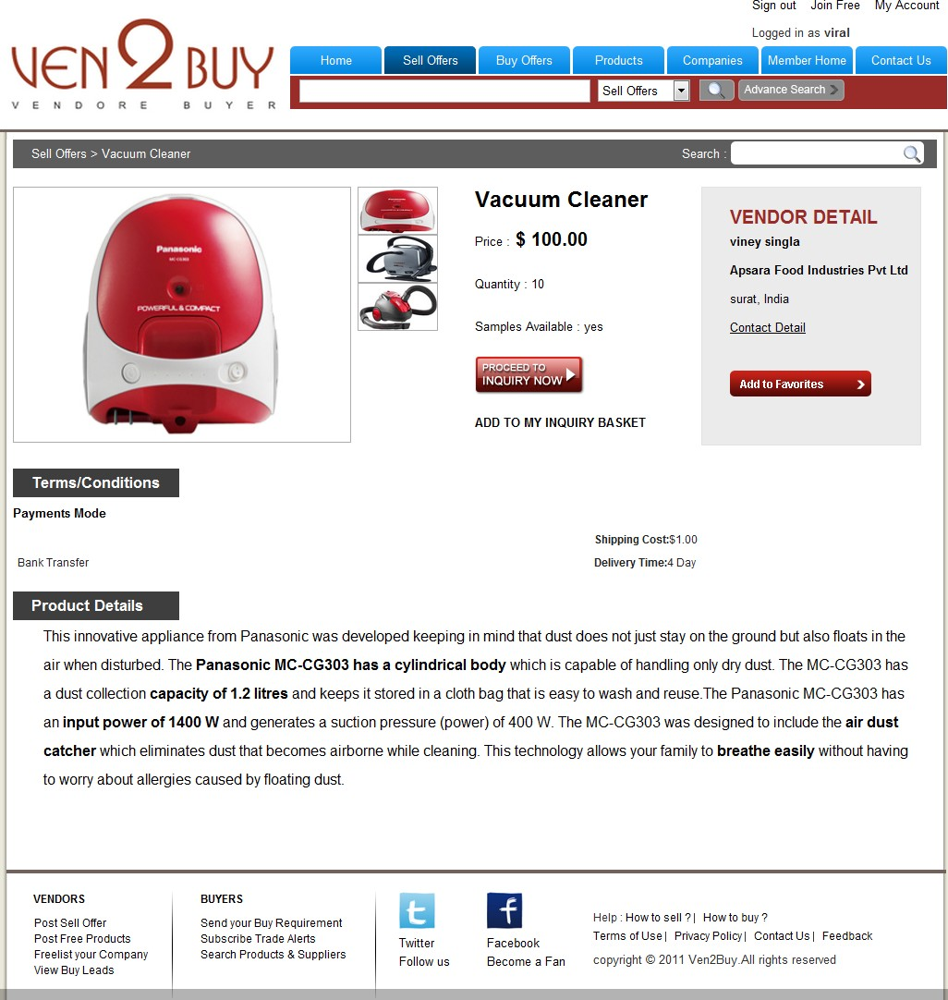 Sign out Join Free My Account
Logged in as viral
VEN2BUY
VENDORE BUYER
Home Sell Offers Buy Offers Products Companies Member Home Contact Us
Sell Offers Advance Search
Sell Offers > Vacuum Cleaner Search :
Panasonic
MC-CG303
POWERFUL & COMPACT
Vacuum Cleaner
Price : $ 100.00
Quantity : 10
Samples Available : yes
PROCEED TO
INQUIRY NOW
ADD TO MY INQUIRY BASKET
VENDOR DETAIL
viney singla
Apsara Food Industries Pvt Ltd
surat, India
Contact Detail
Add to Favorites
Terms/Conditions
Payments Mode
Shipping Cost:$1.00
Bank Transfer Delivery Time:4 Day
Product Details
This innovative appliance from Panasonic was developed keeping in mind that dust does not just stay on the ground but also floats in the
air when disturbed. The Panasonic MC-CG303 has a cylindrical body which is capable of handling only dry dust. The MC-CG303 has
a dust collection capacity of 1.2 litres and keeps it stored in a cloth bag that is easy to wash and reuse.The Panasonic MC-CG303 has
an input power of 1400 W and generates a suction pressure (power) of 400 W. The MC-CG303 was designed to include the air dust
catcher which eliminates dust that becomes airborne while cleaning. This technology allows your family to breathe easily without having
to worry about allergies caused by floating dust.
VENDORS
Post Sell Offer
Post Free Products
Freelist your Company
View Buy Leads
BUYERS
Send your Buy Requirement
Subscribe Trade Alerts
Search Products & Suppliers
Twitter
Follow us
Facebook
Become a Fan
Help : How to sell ? | How to buy ?
Terms of Use | Privacy Policy | Contact Us | Feedback
copyright © 2011 Ven2Buy.All rights reserved